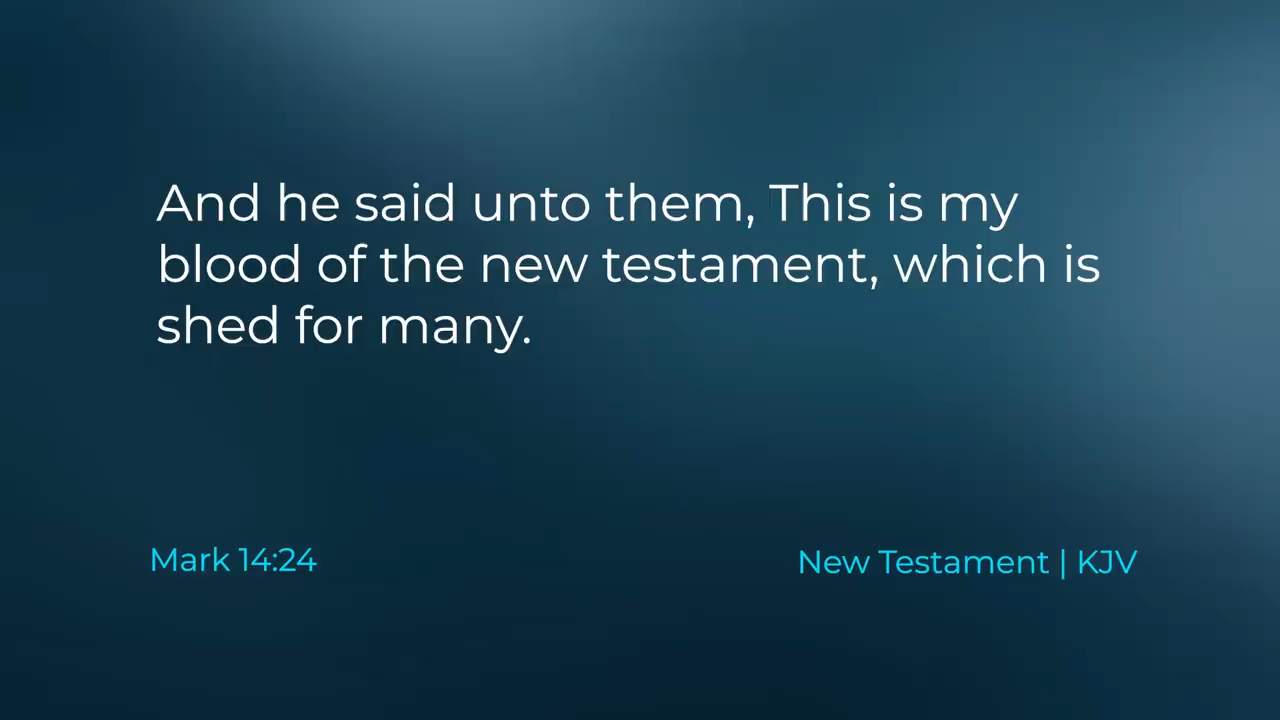 And he said unto them, This is my
blood of the new testament, which is
shed for many.
Mark 14:24
New Testament | KJV